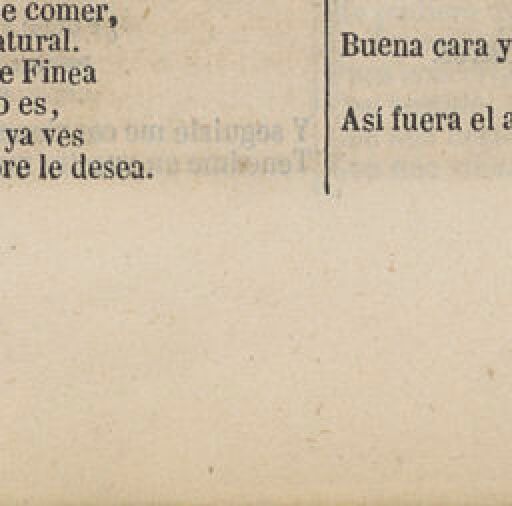 e comer,
atural.
e Finea
o es,
ya ves
re le desea.
Buena cara y
Así fuera el a